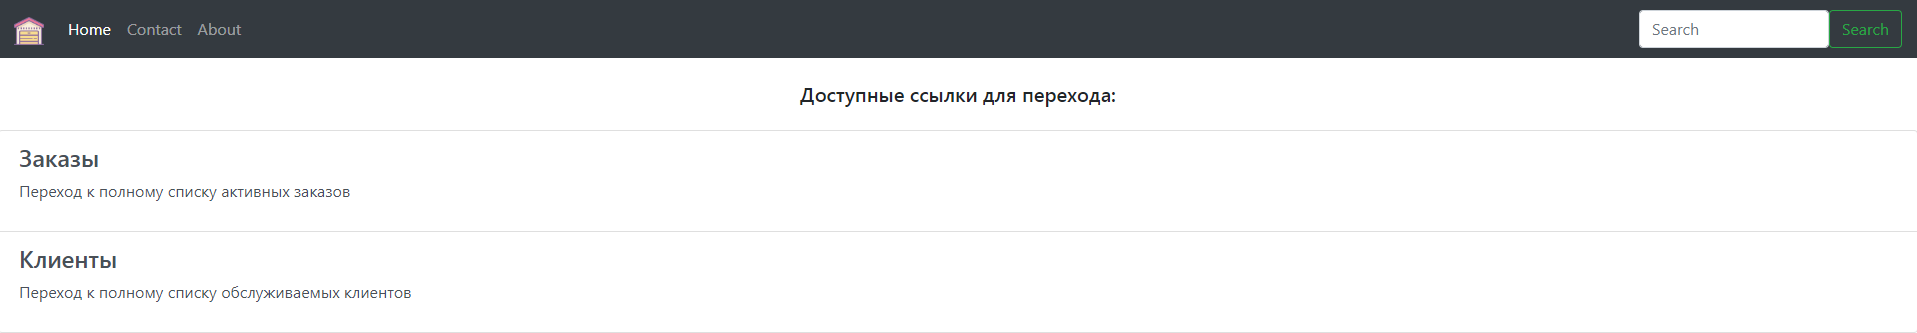 Home Contact About Search Search
Доступные ссылки для перехода:
Заказы
Переход к полному списку активных заказов
Клиенты
Переход к полному списку обслуживаемых клиентов